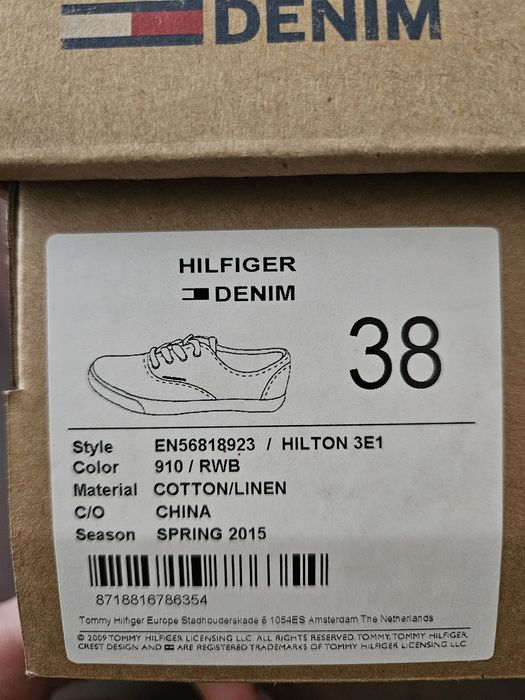 DENIM
HILFIGER
DENIM
38
Style EN56818923 / HILTON 3E1
Color 910 / RWB
Material COTTON/LINEN
C/O CHINA
Season SPRING 2015
8718816786354
Tommy Hilfiger Europe Stadhouderskade 6 1054ES Amsterdam The Netherlands
© 2009 TOMMY HILFIGER LICENSING LLC. ALL RIGHTS RESERVED. TOMMY, TOMMY HILFIGER,
CREST DESIGN AND ARE REGISTERED TRADEMARKS OF TOMMY HILFIGER LICENSING LLC